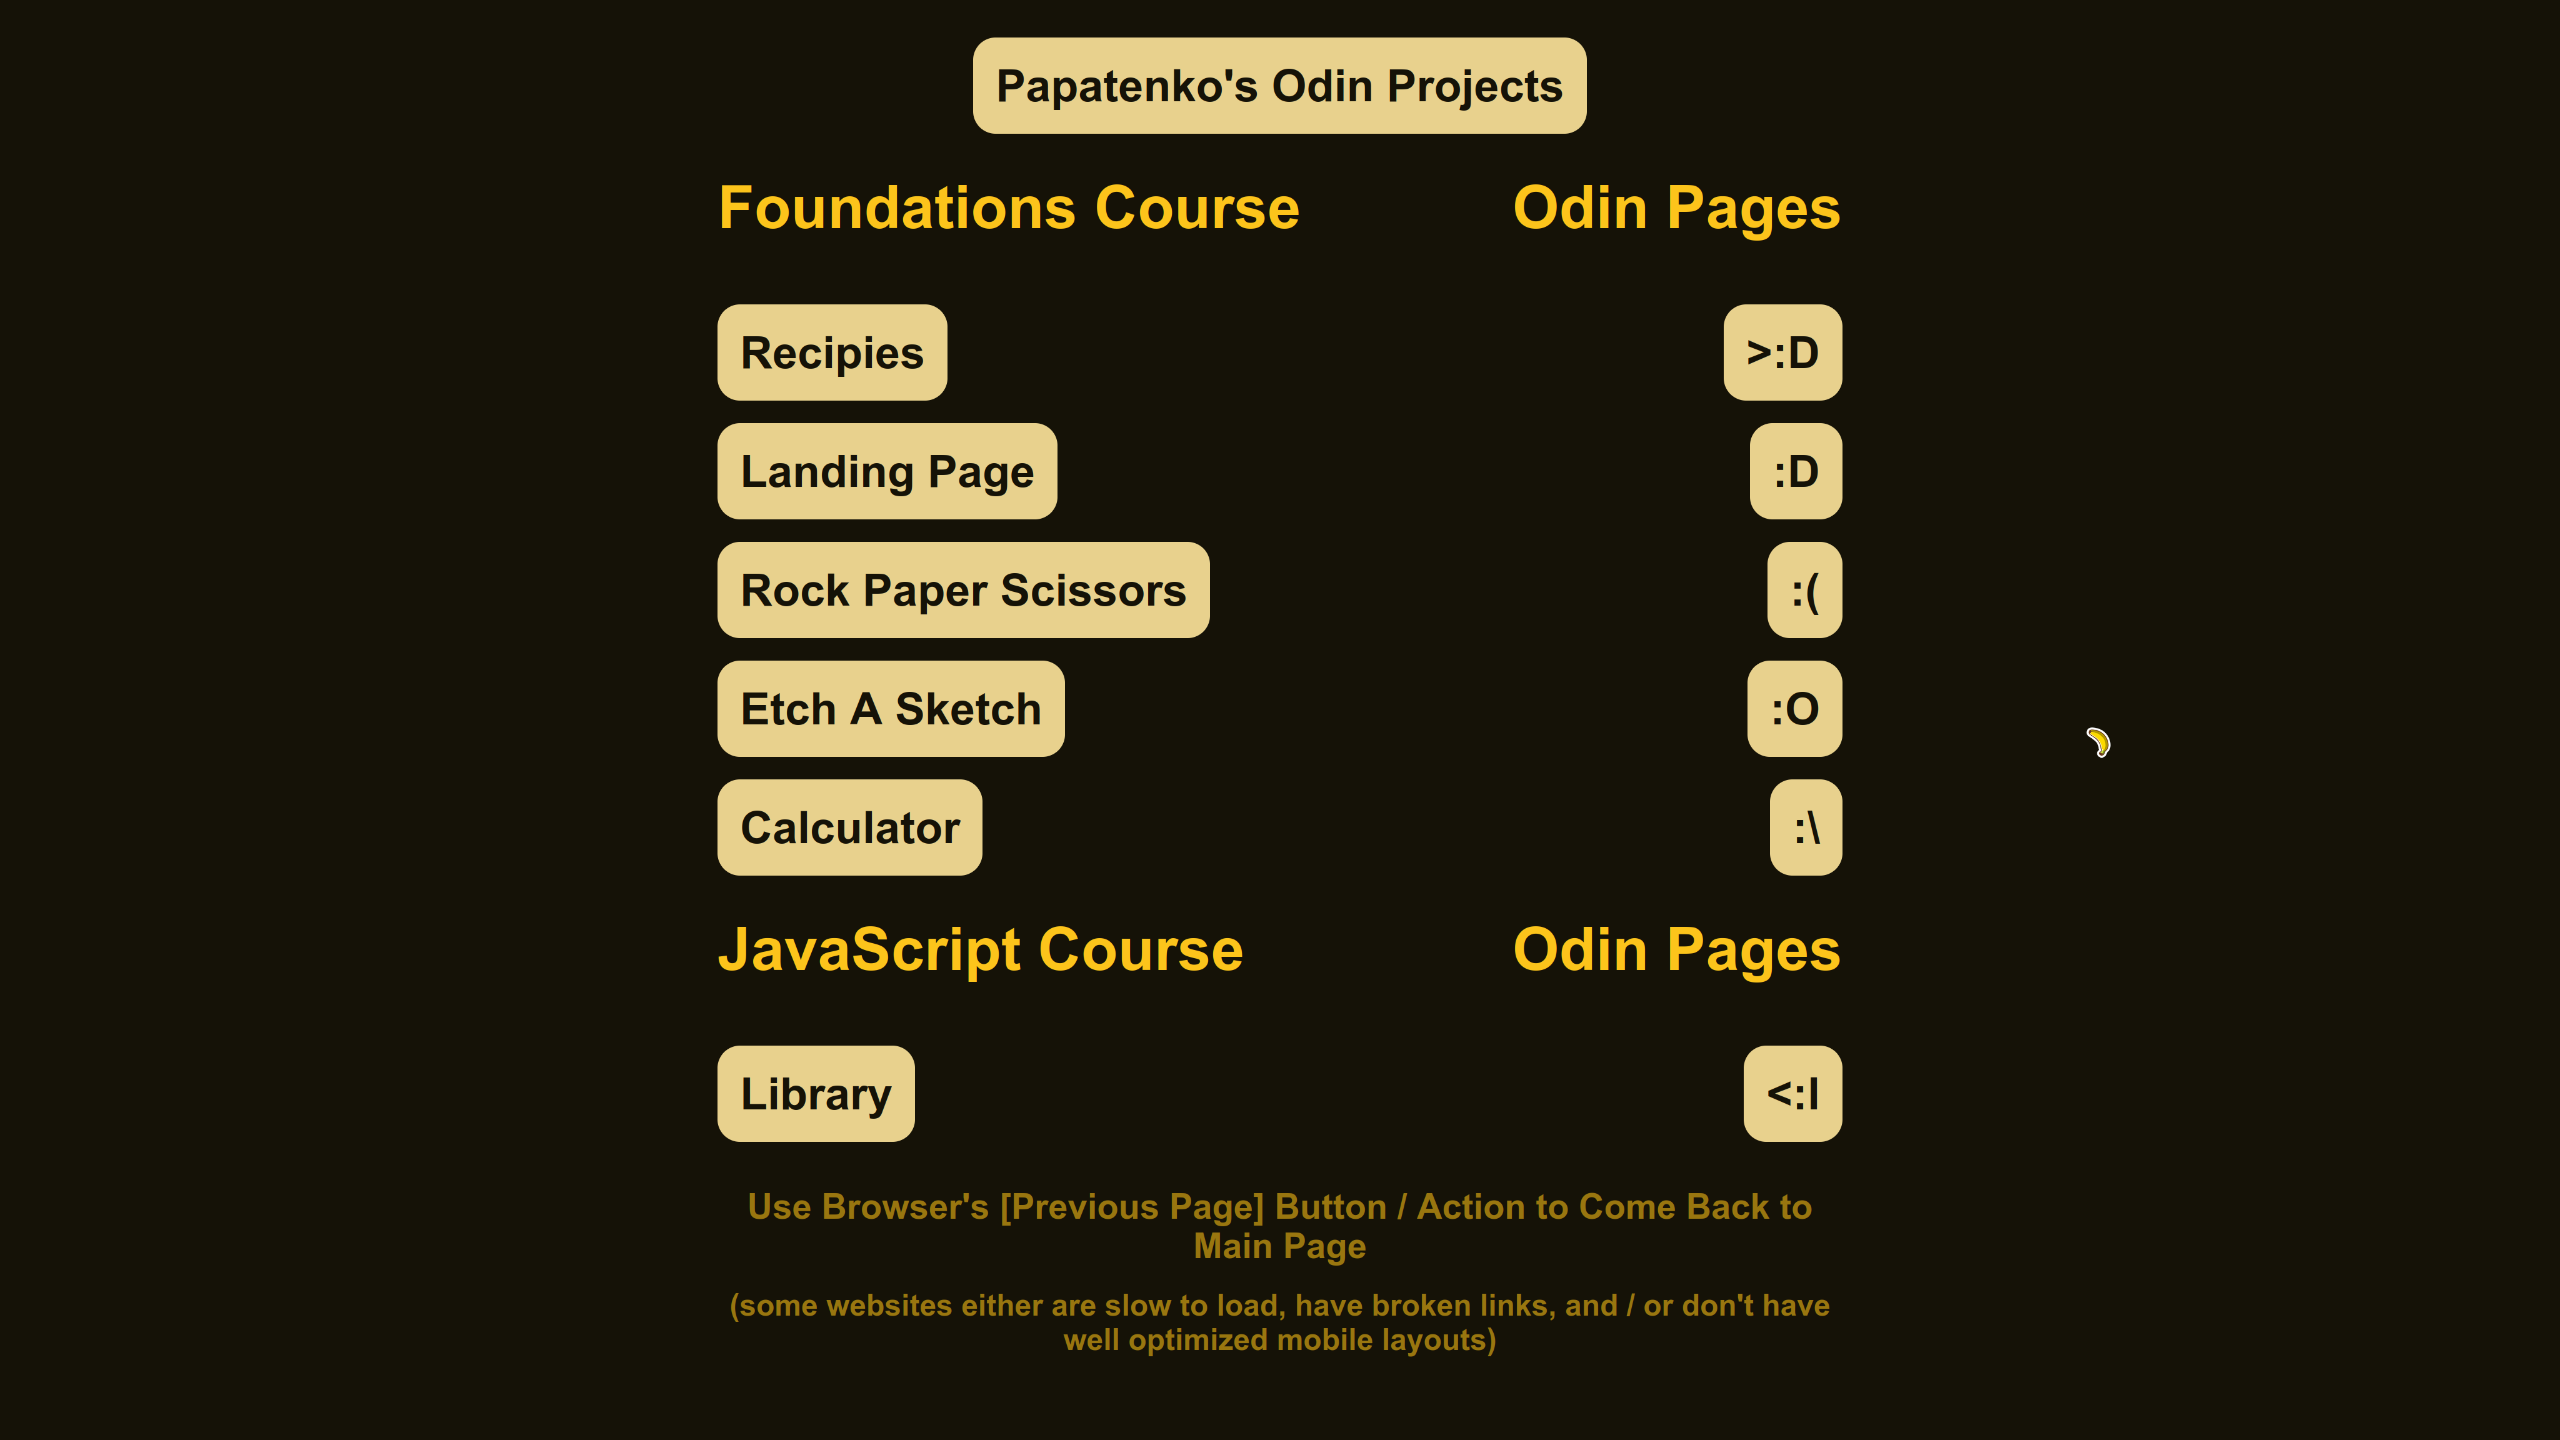 Papatenko's Odin Projects
Foundations Course
Odin Pages
Recipies
>:D
Landing Page
:D
Rock Paper Scissors
:(
Etch A Sketch
:O
Calculator
:\
JavaScript Course
Odin Pages
Library
<:I
Use Browser's [Previous Page] Button / Action to Come Back to
Main Page
(some websites either are slow to load, have broken links, and / or don't have
well optimized mobile layouts)